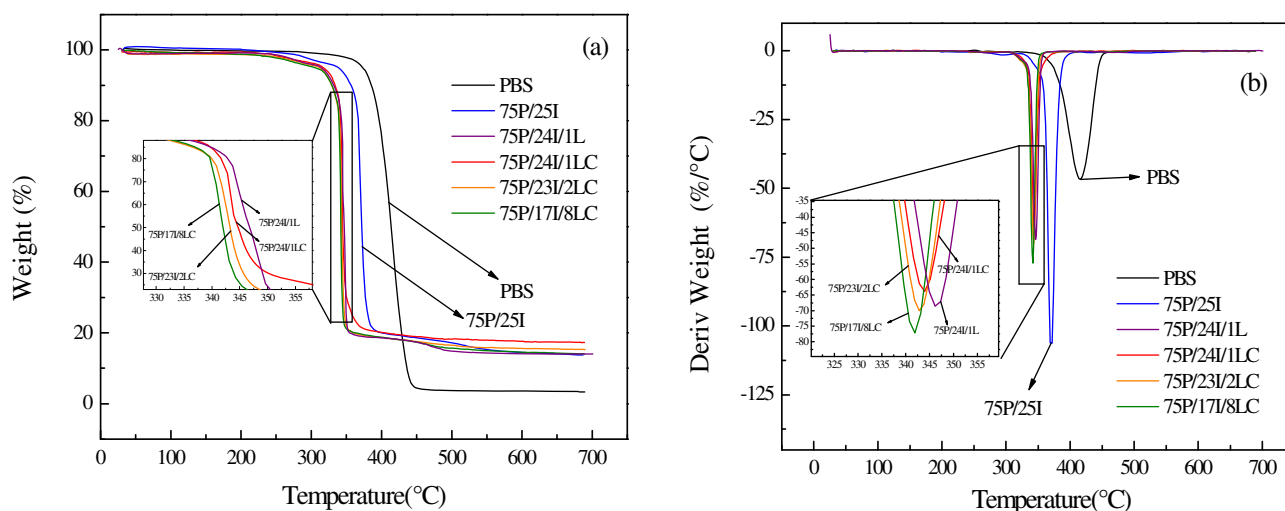 (a)
Weight (%)
100
80
60
40
20
0
PBS
75P/25I
75P/24I/1L
75P/24I/1LC
75P/23I/2LC
75P/17I/8LC
80
70
60
50
40
30
330 335 340 345 350 355
75P/17I/8LC
75P/23I/2LC
75P/24I/1L
75P/24I/1LC
PBS
75P/25I
0 100 200 300 400 500 600 700
Temperature(°C)
(b)
Deriv Weight (%/°C)
0
-25
-50
-75
-100
-125
PBS
-35
-40
-45
-50
-55
-60
-65
-70
-75
-80
325 330 335 340 345 350 355
75P/23I/2LC
75P/17I/8LC
75P/24I/1LC
75P/24I/1L
75P/25I
PBS
75P/25I
75P/24I/1L
75P/24I/1LC
75P/23I/2LC
75P/17I/8LC
0 100 200 300 400 500 600 700
Temperature(°C)